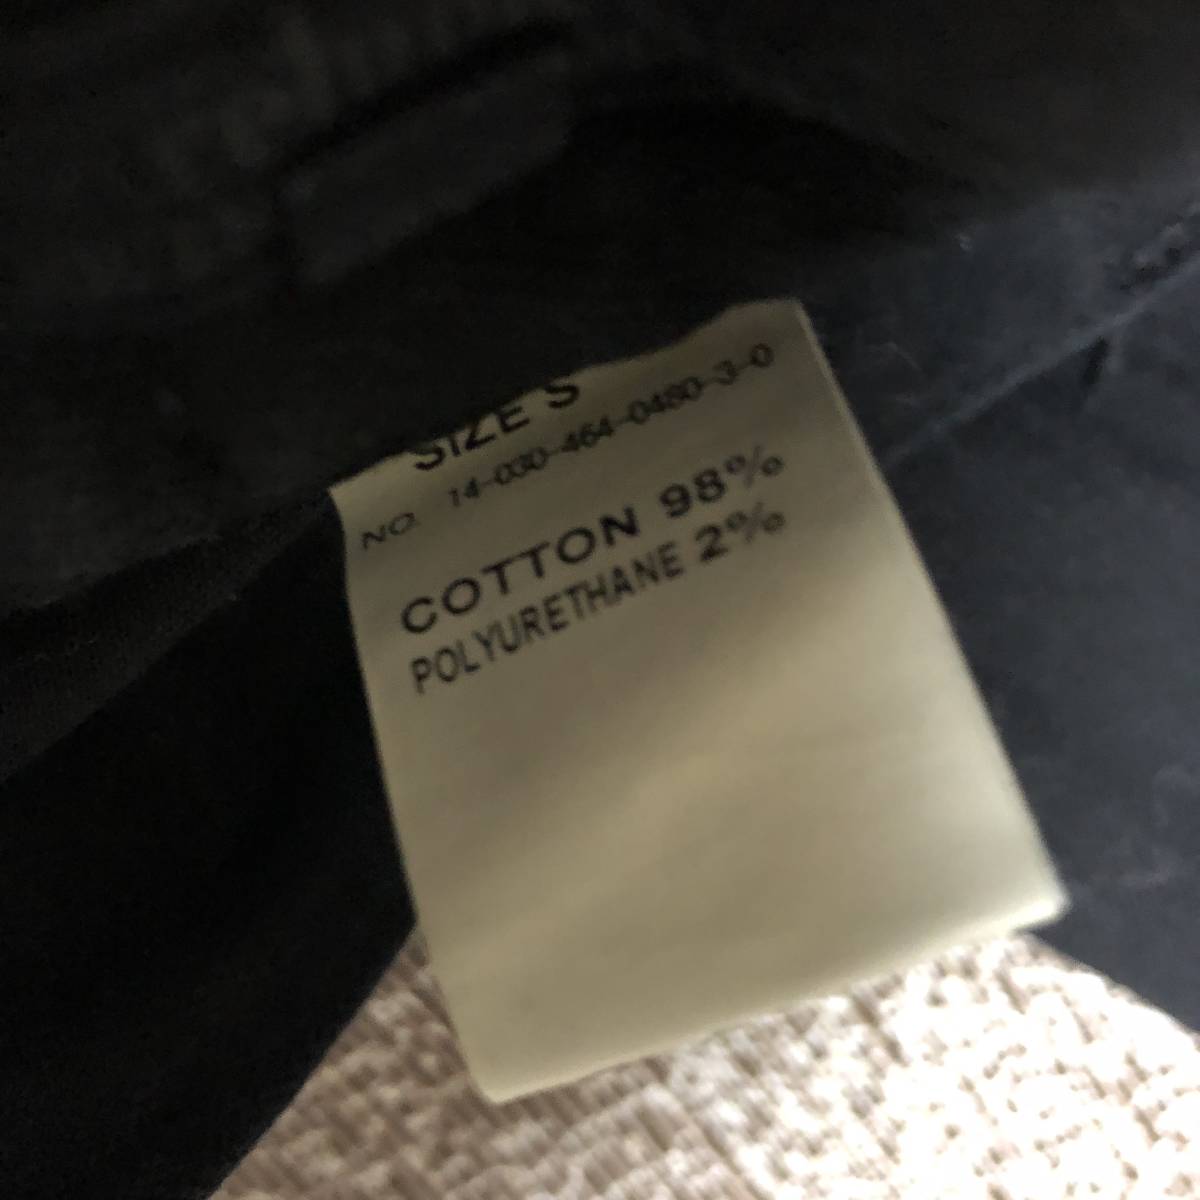 SIZE S
NO. 14-030-464-0480-3-0
COTTON 98%
POLYURETHANE 2%